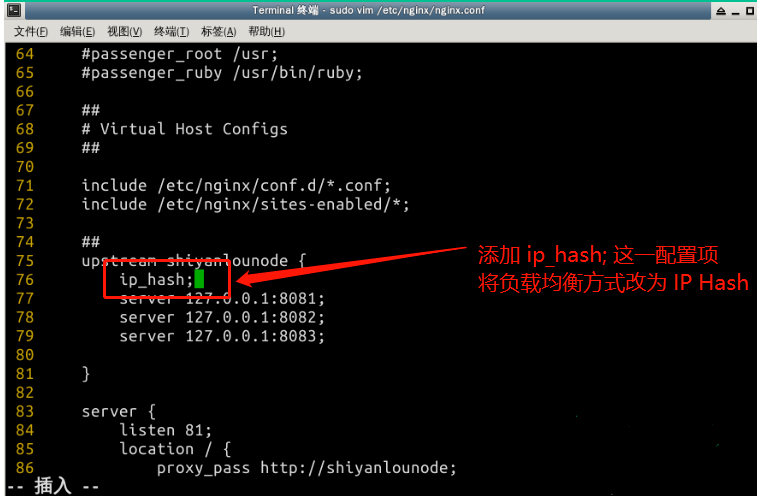 Terminal 终端 - sudo vim /etc/nginx/nginx.conf
文件(F) 编辑(E) 视图(V) 终端(T) 标签(A) 帮助(H)
64 #passenger_root /usr;
65 #passenger_ruby /usr/bin/ruby;
66
67 ##
68 # Virtual Host Configs
69 ##
70
71 include /etc/nginx/conf.d/*.conf;
72 include /etc/nginx/sites-enabled/*;
73
74 ##
75 upstream shiyanlounode {
76 ip_hash;
77 server 127.0.0.1:8081;
78 server 127.0.0.1:8082;
79 server 127.0.0.1:8083;
80
81 }
82
83 server {
84 listen 81;
85 location / {
86 proxy_pass http://shiyanlounode;
-- 插入 --
添加 ip_hash; 这一配置项
将负载均衡方式改为 IP Hash